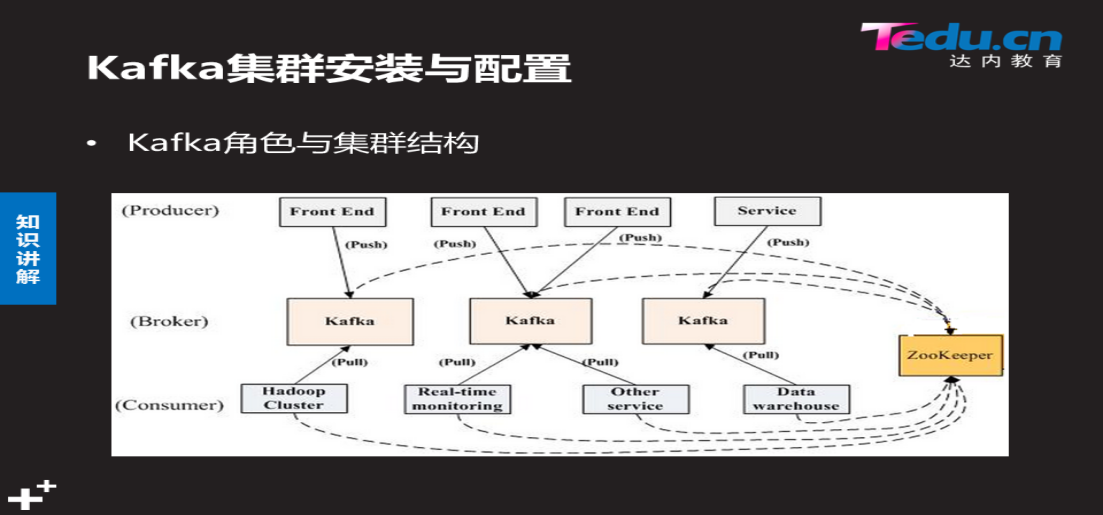 Tedu.cn
达内教育
Kafka集群安装与配置
• Kafka角色与集群结构
知识讲解
(Producer)
Front End
Front End
Front End
Service
(Push)
(Push)
(Push)
(Push)
(Broker)
Kafka
Kafka
Kafka
ZooKeeper
(Pull)
(Pull)
(Pull)
(Pull)
(Consumer)
Hadoop
Cluster
Real-time
monitoring
Other
service
Data
warehouse